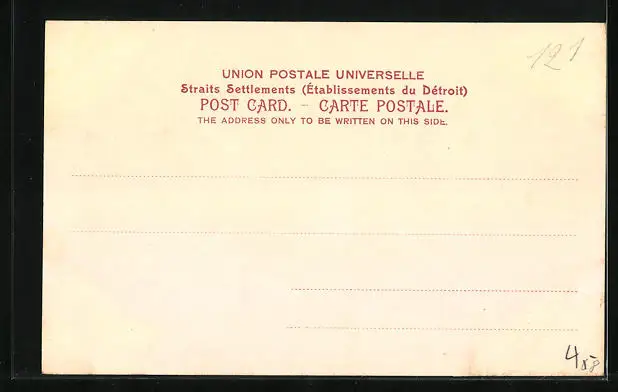 121
UNION POSTALE UNIVERSELLE
Straits Settlements (Établissements du Détroit)
POST CARD. – CARTE POSTALE.
THE ADDRESS ONLY TO BE WRITTEN ON THIS SIDE.
4